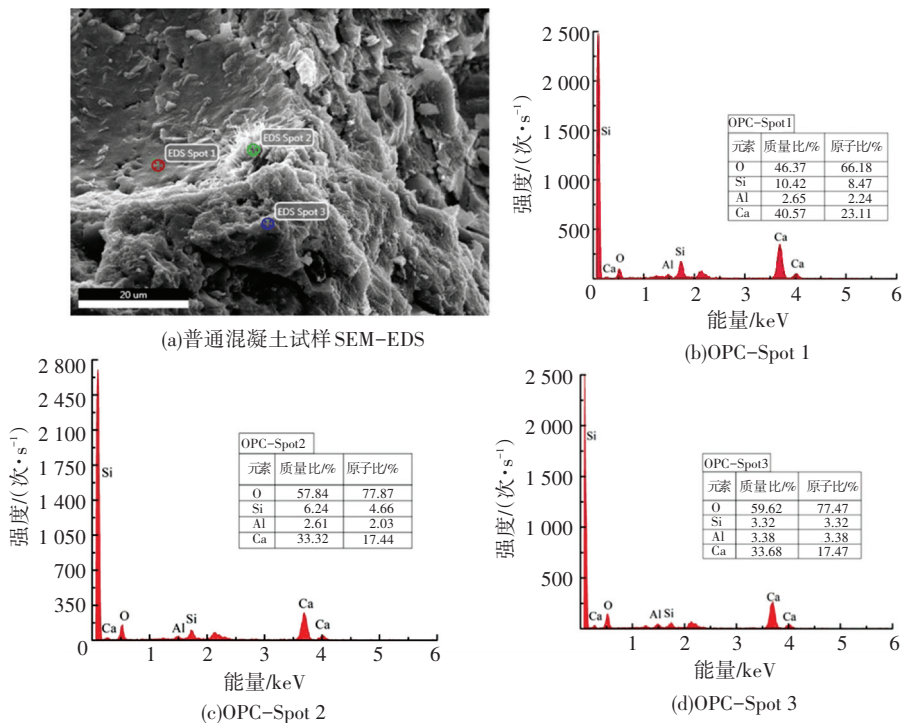 EDS Spot 1
EDS Spot 2
EDS Spot 3
20 um
(a)普通混凝土试样SEM-EDS
强度/(次·s⁻¹)
2 500
2 000
1 500
1 000
500
Si
Ca
O
Al
Si
Ca
Ca
OPC-Spot1
元素 质量比/% 原子比/%
O 46.37 66.18
Si 10.42 8.47
Al 2.65 2.24
Ca 40.57 23.11
0 1 2 3 4 5 6
能量/keV
(b)OPC-Spot 1
强度/(次·s⁻¹)
2 800
2 450
2 100
1 750
1 400
1 050
700
350
Si
Ca
O
Al
Si
Ca
Ca
OPC-Spot2
元素 质量比/% 原子比/%
O 57.84 77.87
Si 6.24 4.66
Al 2.61 2.03
Ca 33.32 17.44
0 1 2 3 4 5 6
能量/keV
(c)OPC-Spot 2
强度/(次·s⁻¹)
2 500
2 000
1 500
1 000
500
Si
Ca
O
Al
Si
Ca
Ca
OPC-Spot3
元素 质量比/% 原子比/%
O 59.62 77.47
Si 3.32 3.32
Al 3.38 3.38
Ca 33.68 17.47
0 1 2 3 4 5 6
能量/keV
(d)OPC-Spot 3